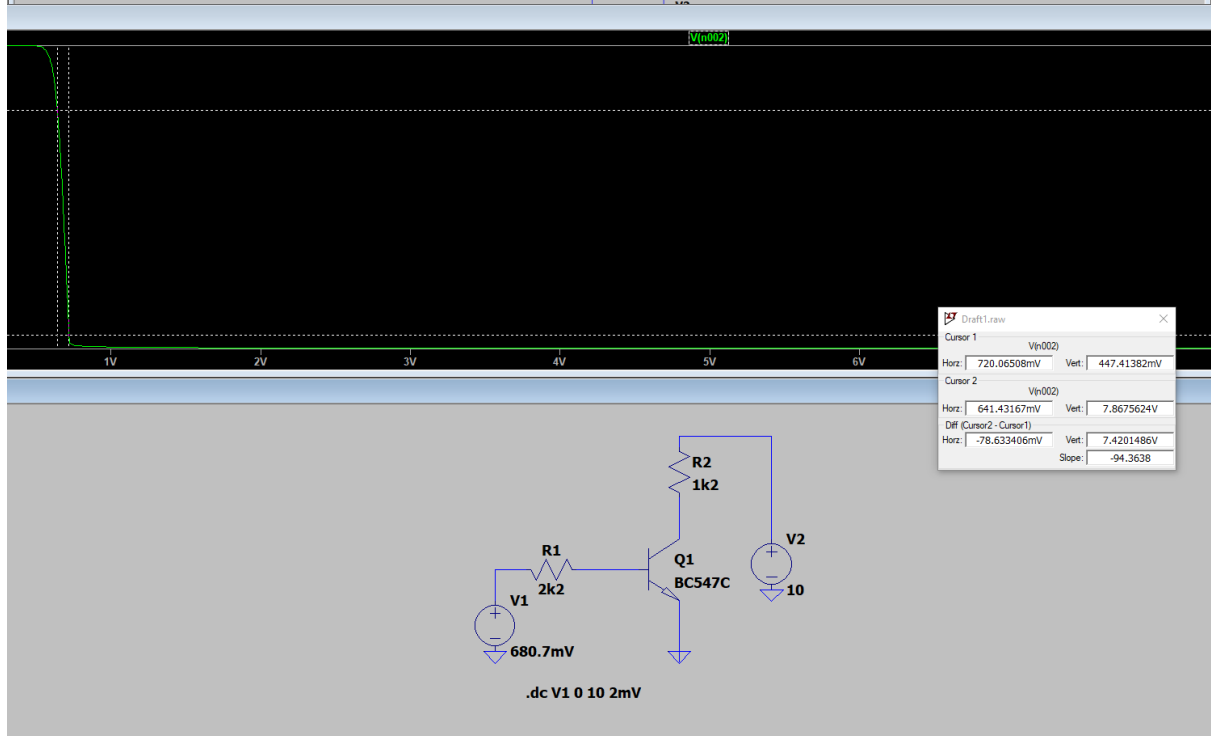 V(n002)
1V 2V 3V 4V 5V 6V
Draft1.raw
Cursor 1
V(n002)
Horz: 720.06508mV Vert: 447.41382mV
Cursor 2
V(n002)
Horz: 641.43167mV Vert: 7.8675624V
Diff (Cursor2 - Cursor1)
Horz: -78.633406mV Vert: 7.4201486V
Slope: -94.3638
R2
1k2
V2
10
R1
2k2
Q1
BC547C
V1
680.7mV
.dc V1 0 10 2mV